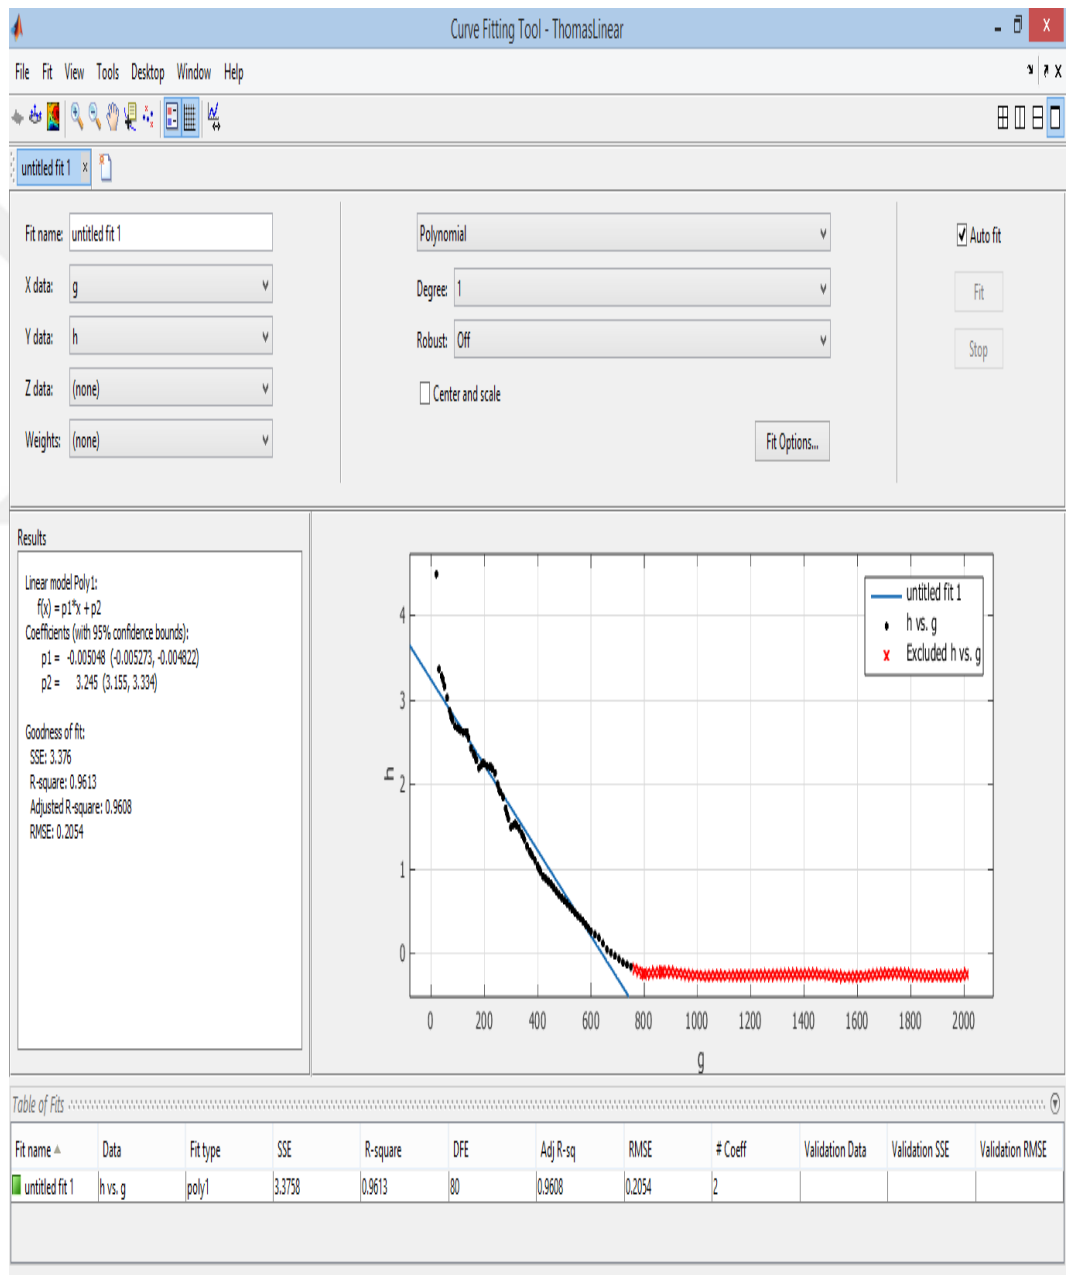 Curve Fitting Tool - ThomasLinear
File Fit View Tools Desktop Window Help
untitled fit 1
Fit name: untitled fit 1
X data: g
Y data: h
Z data: (none)
Weights: (none)
Polynomial
Degree: 1
Robust: Off
Center and scale
Fit Options...
Auto fit
Fit
Stop
Results
Linear model Poly1:
f(x) = p1*x + p2
Coefficients (with 95% confidence bounds):
p1 = -0.005048 (-0.005273, -0.004822)
p2 = 3.245 (3.155, 3.334)
Goodness of fit:
SSE: 3.376
R-square: 0.9613
Adjusted R-square: 0.9608
RMSE: 0.2054
untitled fit 1
h vs. g
Excluded h vs. g
4
3
2
1
0
h
0 200 400 600 800 1000 1200 1400 1600 1800 2000
g
Table of Fits
Fit name Data Fit type SSE R-square DFE Adj R-sq RMSE # Coeff Validation Data Validation SSE Validation RMSE
untitled fit 1 h vs. g poly1 3.3758 0.9613 80 0.9608 0.2054 2